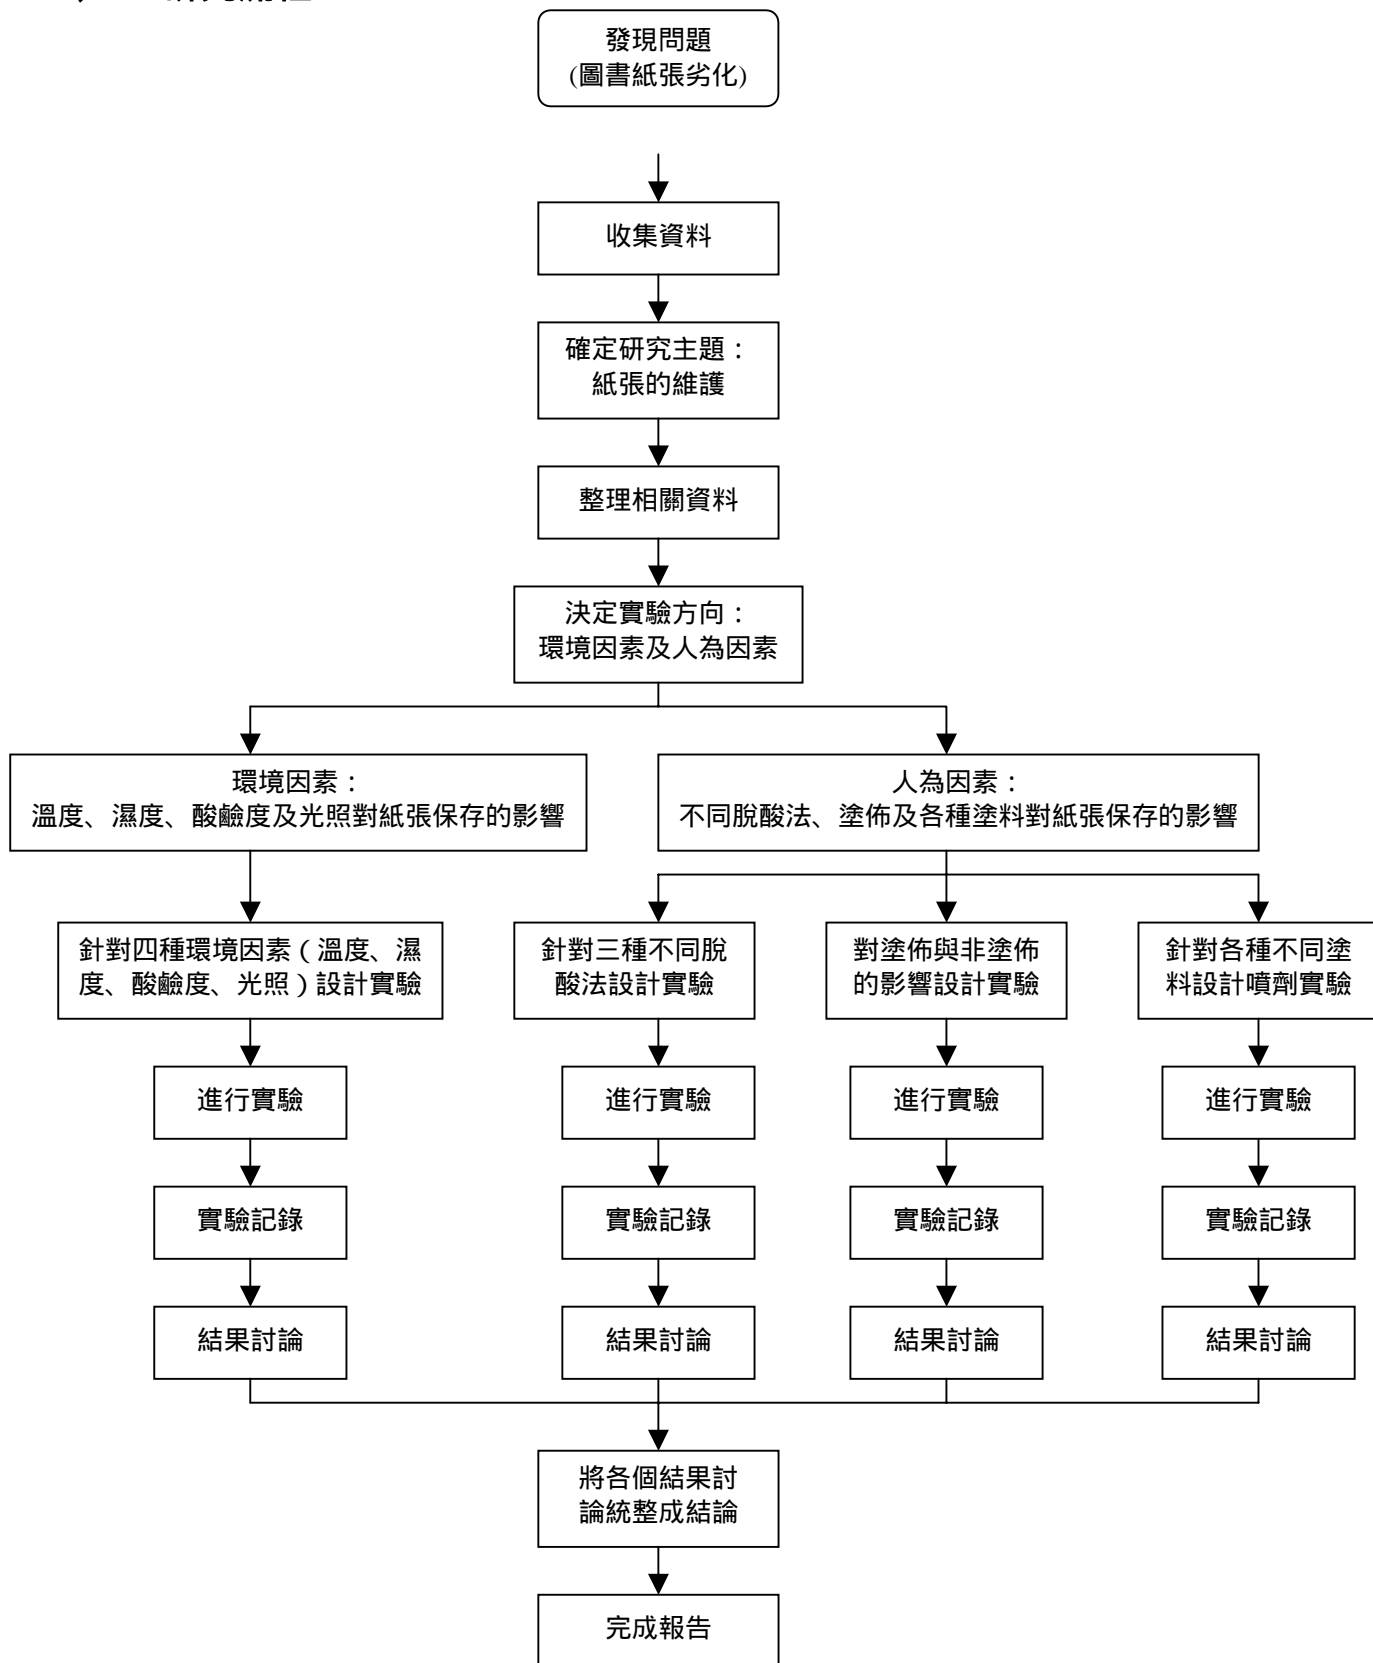 發現問題
(圖書紙張劣化)
收集資料
確定研究主題：
紙張的維護
整理相關資料
決定實驗方向：
環境因素及人為因素
環境因素：
溫度、濕度、酸鹼度及光照對紙張保存的影響
人為因素：
不同脫酸法、塗佈及各種塗料對紙張保存的影響
針對四種環境因素（溫度、濕
度、酸鹼度、光照）設計實驗
針對三種不同脫
酸法設計實驗
對塗佈與非塗佈
的影響設計實驗
針對各種不同塗
料設計噴劑實驗
進行實驗
進行實驗
進行實驗
進行實驗
實驗記錄
實驗記錄
實驗記錄
實驗記錄
結果討論
結果討論
結果討論
結果討論
將各個結果討
論統整成結論
完成報告